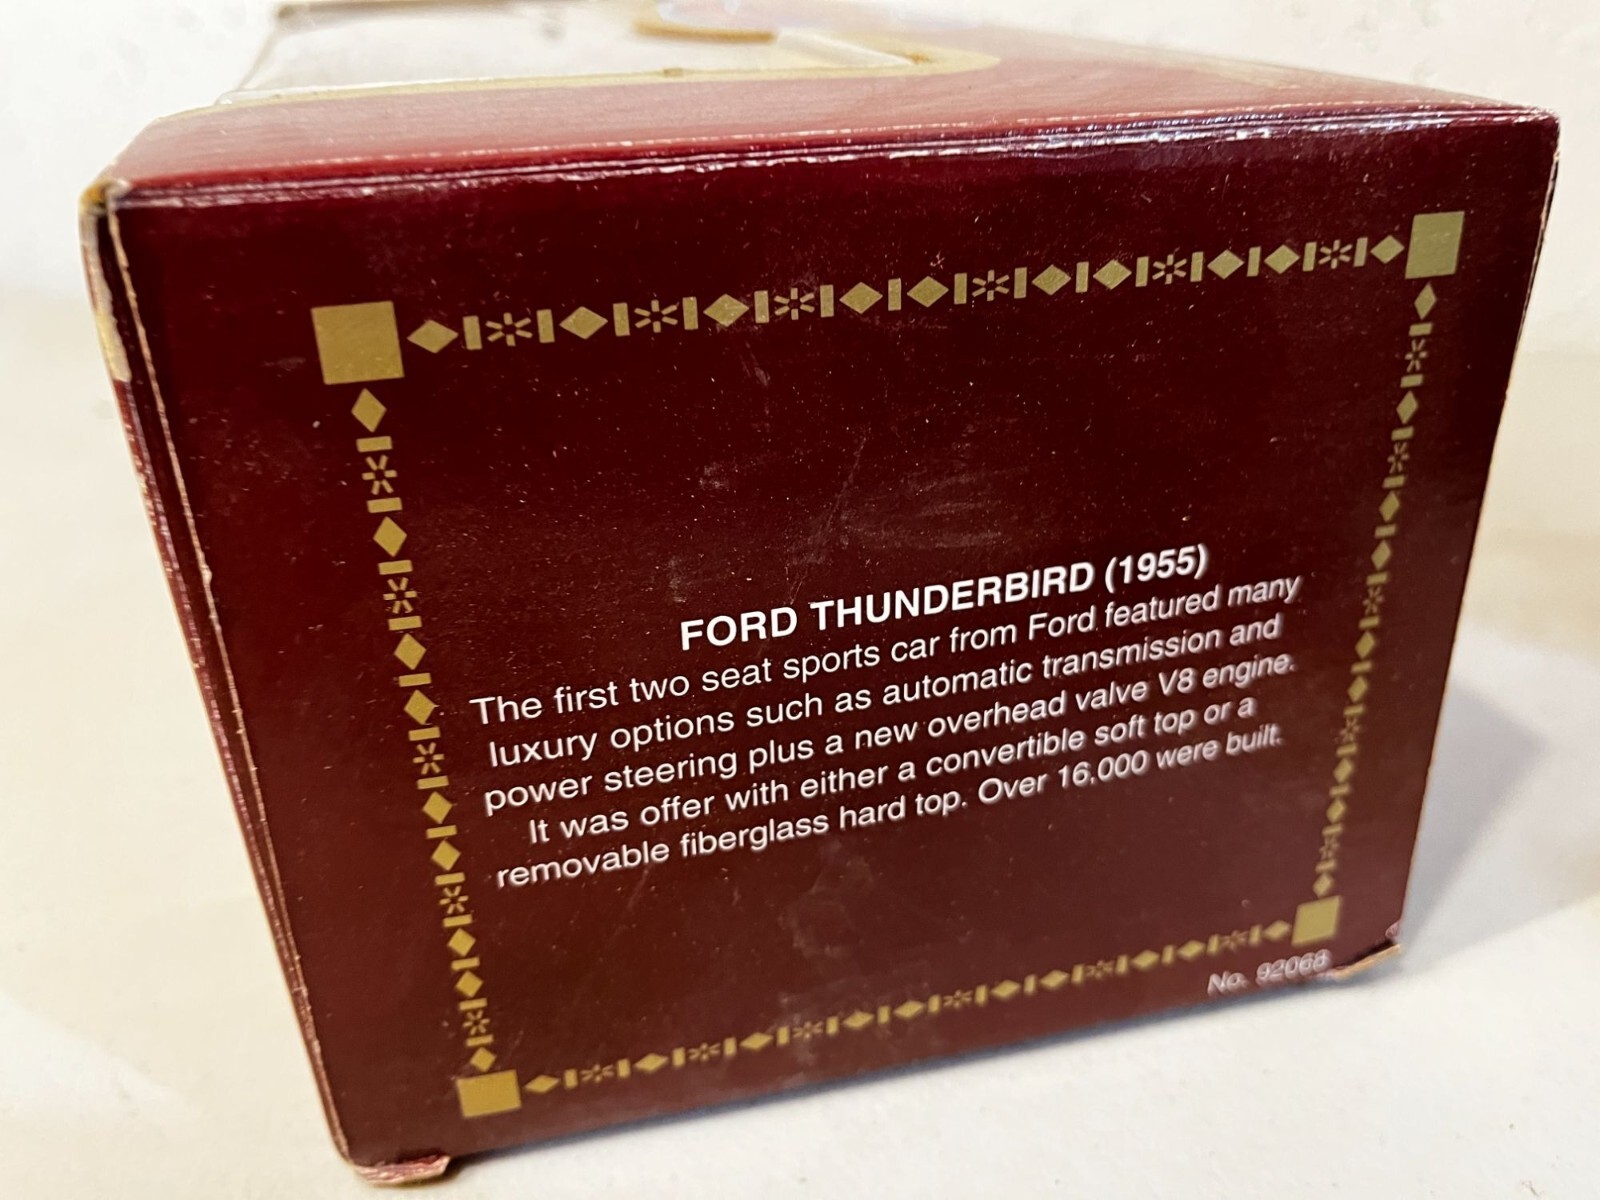 FORD THUNDERBIRD (1955)
The first two seat sports car from Ford featured many
luxury options such as automatic transmission and
power steering plus a new overhead valve V8 engine.
It was offer with either a convertible soft top or a
removable fiberglass hard top. Over 16,000 were built.
No. 92068